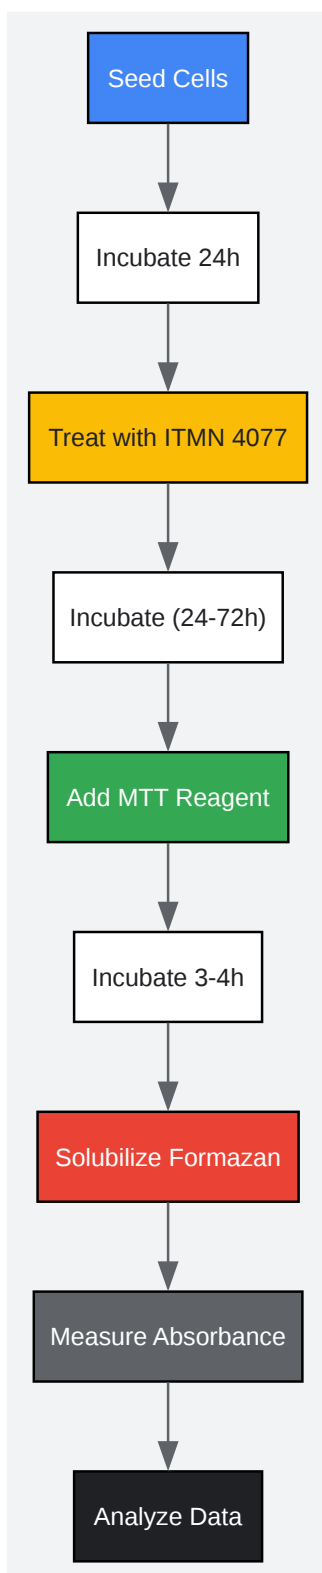 Seed Cells
Incubate 24h
Treat with ITMN 4077
Incubate (24-72h)
Add MTT Reagent
Incubate 3-4h
Solubilize Formazan
Measure Absorbance
Analyze Data